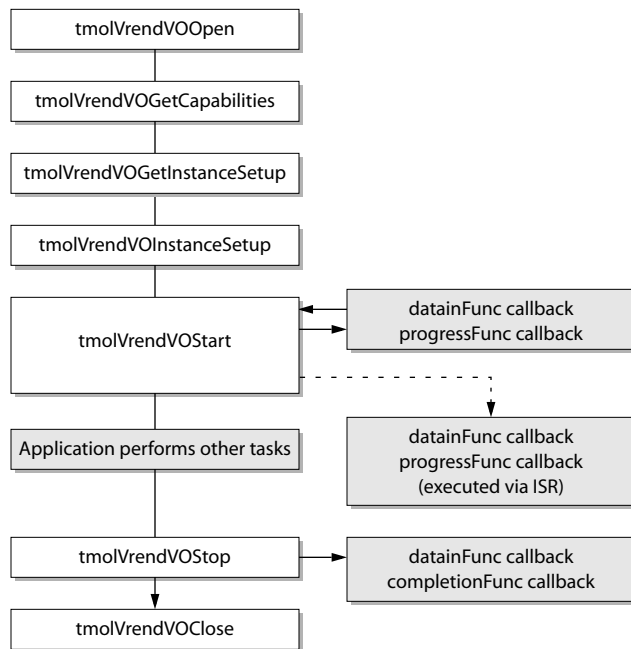 tmolVrendVOOpen
tmolVrendVOGetCapabilities
tmolVrendVOGetInstanceSetup
tmolVrendVOInstanceSetup
tmolVrendVOStart
datainFunc callback
progressFunc callback
datainFunc callback
progressFunc callback
(executed via ISR)
Application performs other tasks
tmolVrendVOStop
datainFunc callback
completionFunc callback
tmolVrendVOClose